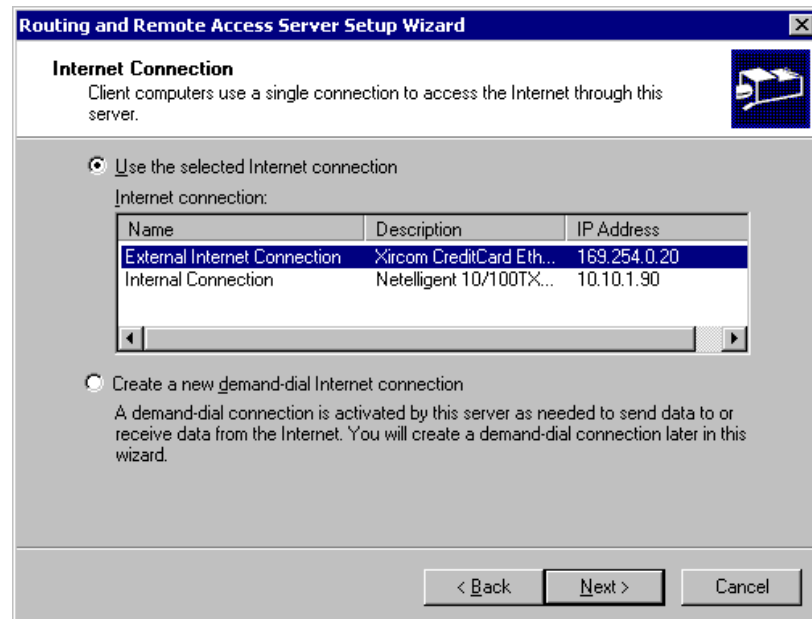 Routing and Remote Access Server Setup Wizard
Internet Connection
Client computers use a single connection to access the Internet through this
server.
Use the selected Internet connection
Internet connection:
Name Description IP Address
External Internet Connection Xircom CreditCard Eth... 169.254.0.20
Internal Connection Netelligent 10/100TX... 10.10.1.90
Create a new demand-dial Internet connection
A demand-dial connection is activated by this server as needed to send data to or
receive data from the Internet. You will create a demand-dial connection later in this
wizard.
< Back Next > Cancel